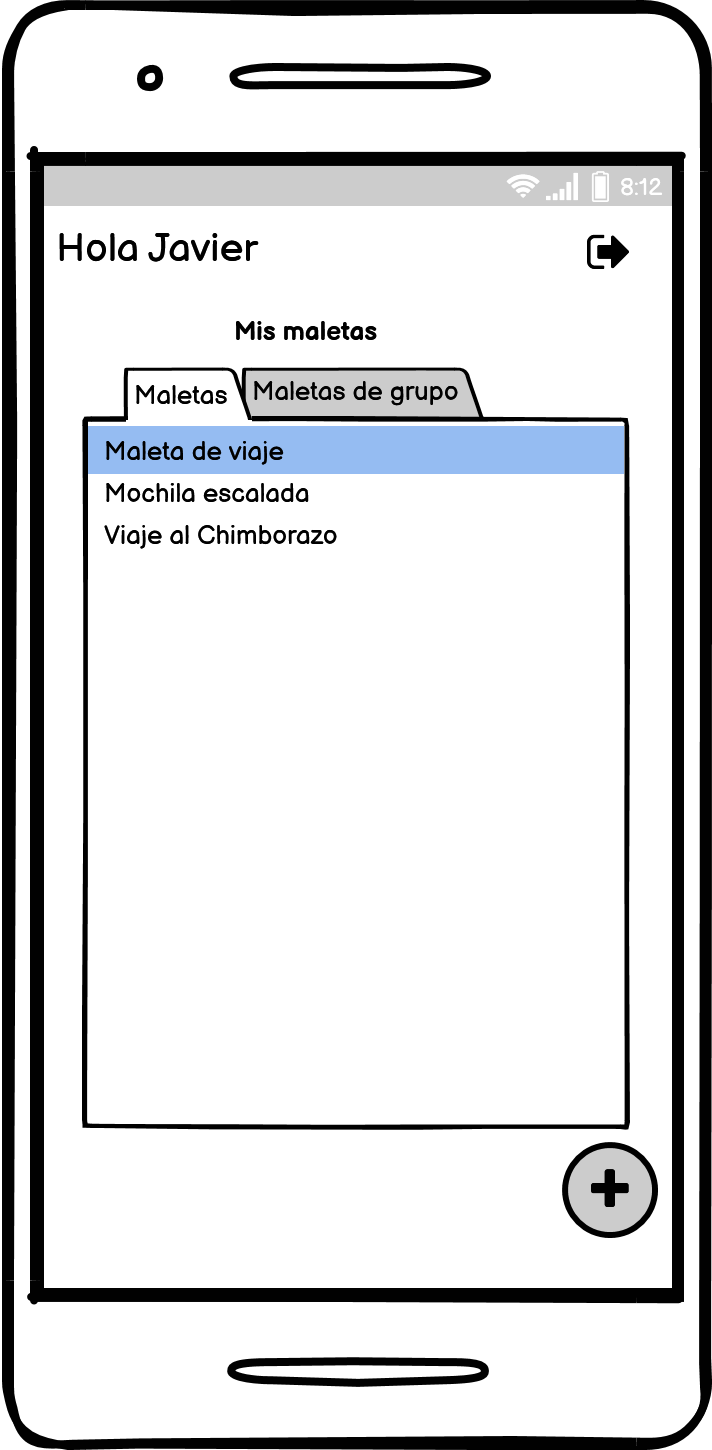 8:12
Hola Javier
Mis maletas
Maletas
Maletas de grupo
Maleta de viaje
Mochila escalada
Viaje al Chimborazo